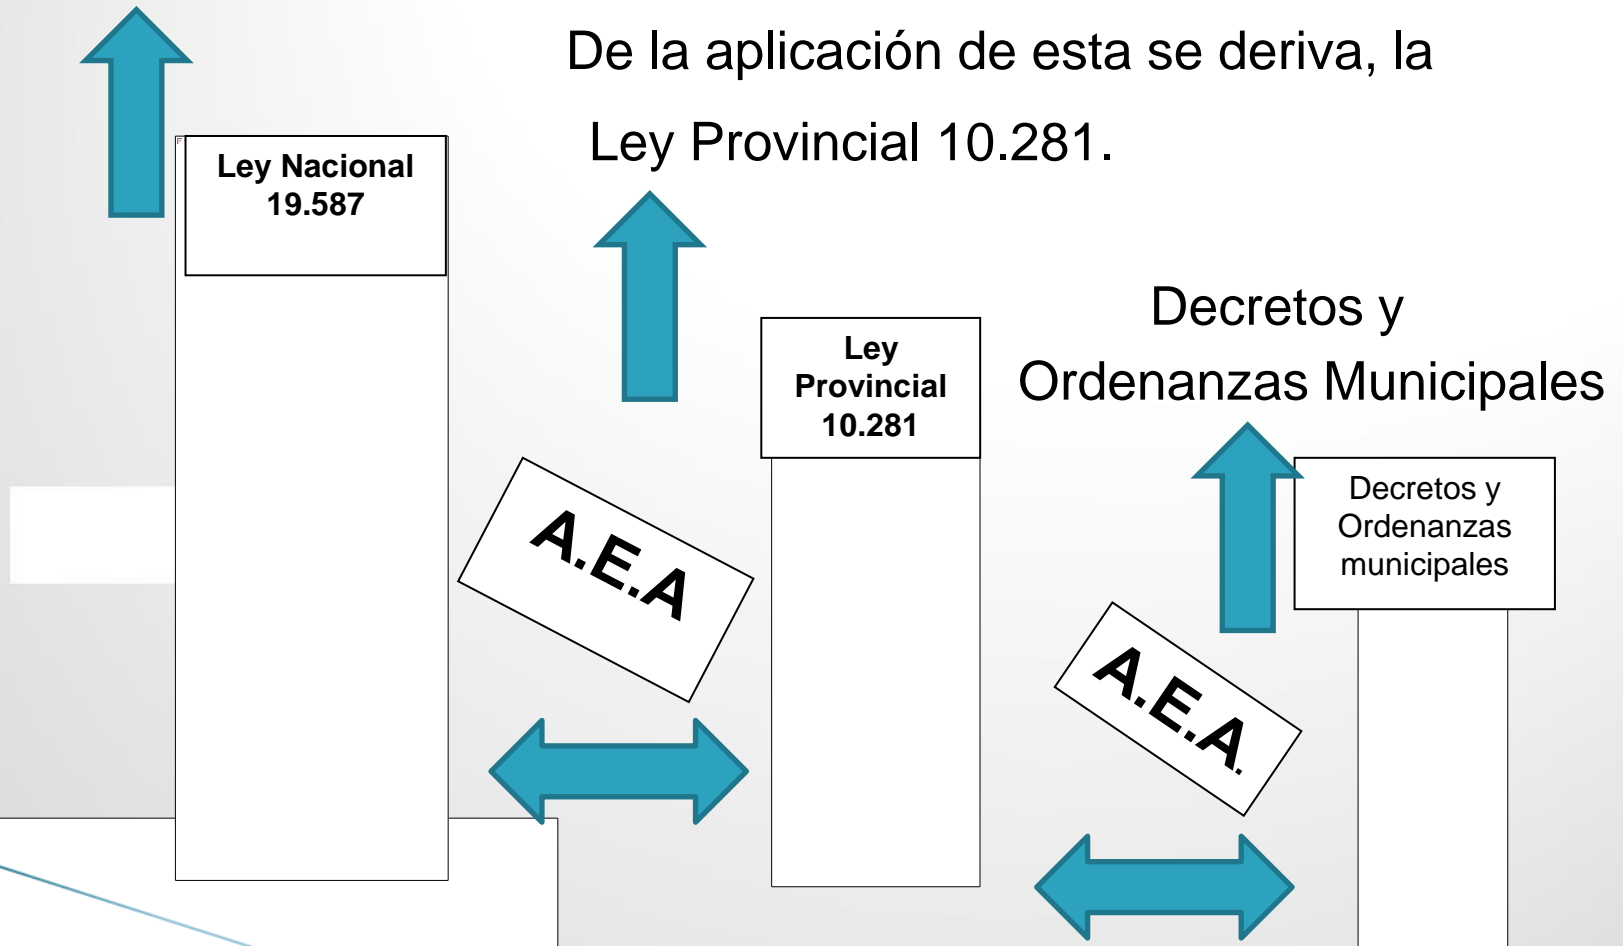 De la aplicación de esta se deriva, la
Ley Provincial 10.281.
Ley Nacional
19.587
Decretos y
Ordenanzas Municipales
Ley
Provincial
10.281
Decretos y
Ordenanzas
municipales
A.E.A
A.E.A.